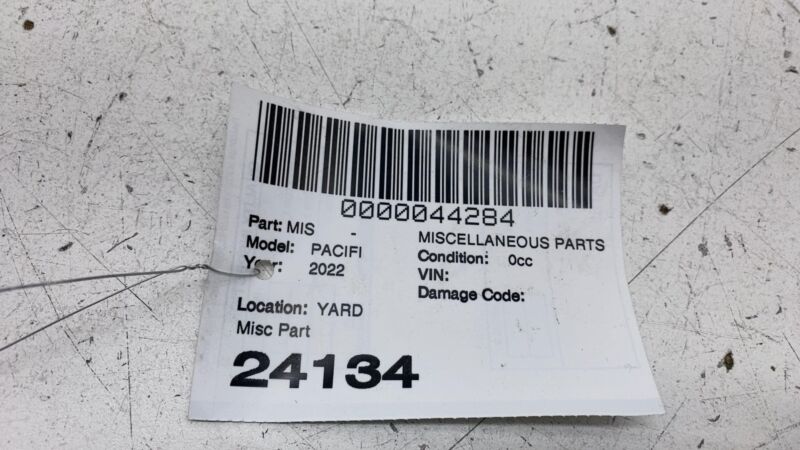 0000044284
Part: MIS - MISCELLANEOUS PARTS
Model: PACIFI Condition: 0cc
Year: 2022 VIN:
Damage Code:
Location: YARD
Misc Part
24134